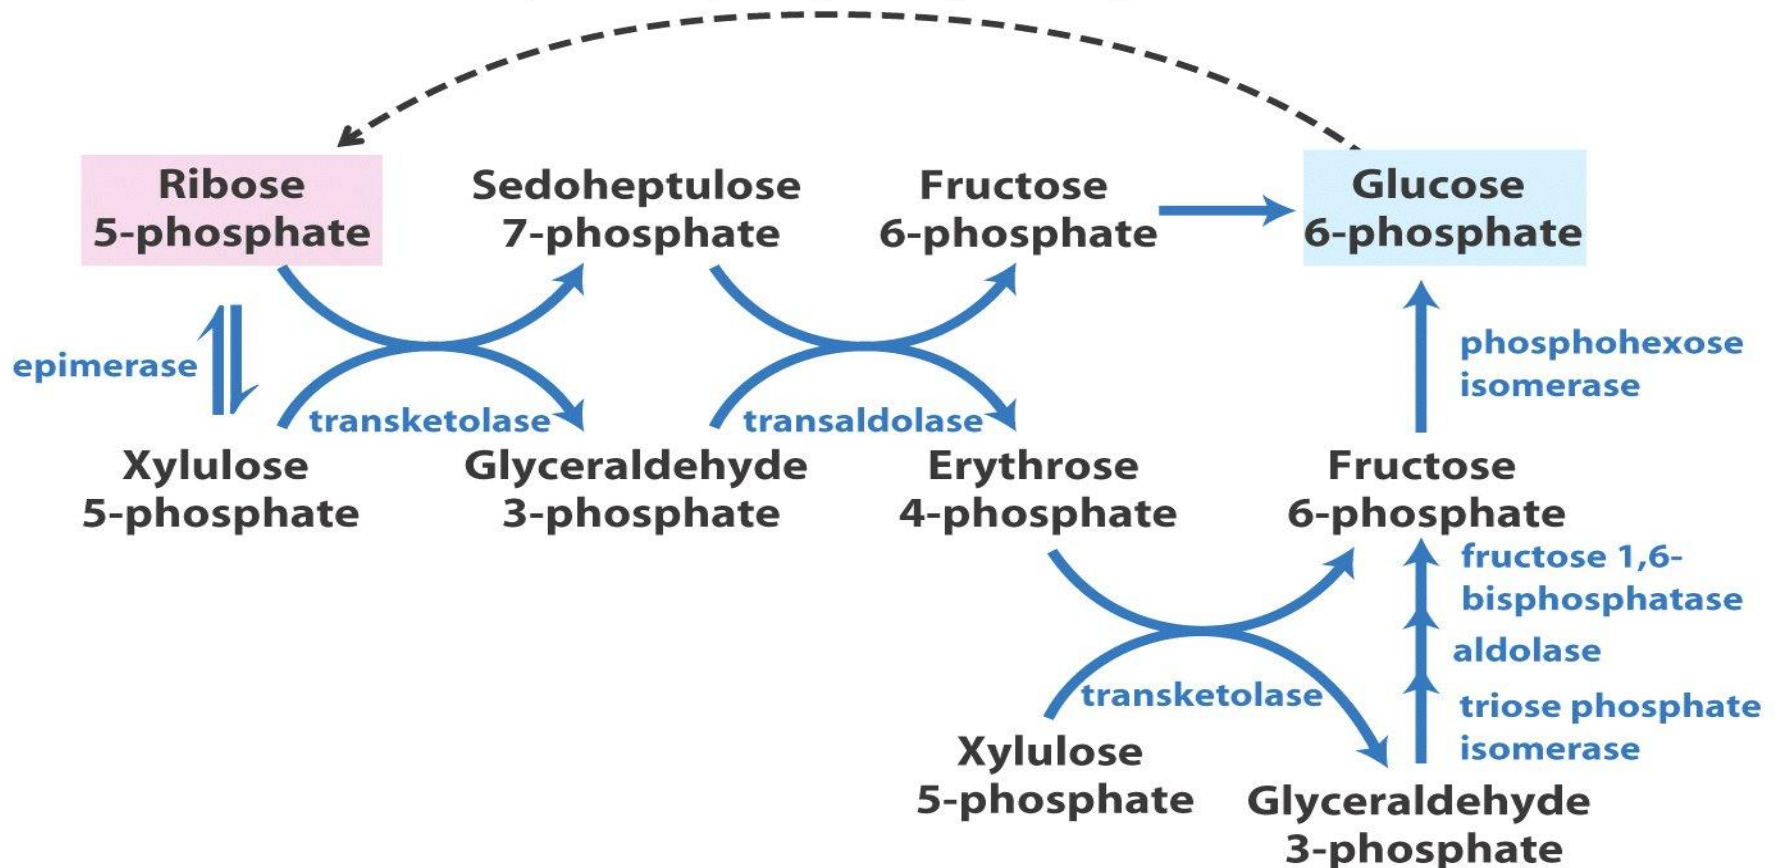 Ribose
5-phosphate
Sedoheptulose
7-phosphate
Fructose
6-phosphate
Glucose
6-phosphate
epimerase
phosphohexose
isomerase
transketolase
transaldolase
Xylulose
5-phosphate
Glyceraldehyde
3-phosphate
Erythrose
4-phosphate
Fructose
6-phosphate
fructose 1,6-
bisphosphatase
aldolase
transketolase
triose phosphate
isomerase
Xylulose
5-phosphate
Glyceraldehyde
3-phosphate